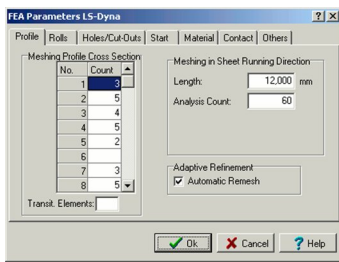 FEA Parameters LS-Dyna
Profile Rolls Holes/Cut-Outs Start Material Contact Others
Meshing Profile Cross Section
No. Count
1 3
2 5
3 4
4 5
5 2
6
7 3
8 5
Transit. Elements:
Meshing in Sheet Running Direction
Length: 12,000 mm
Analysis Count: 60
Adaptive Refinement
Automatic Remesh
Ok Cancel Help